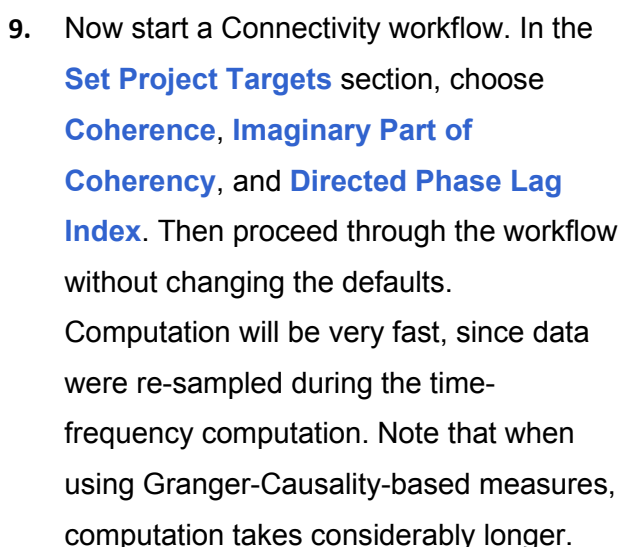 9. Now start a Connectivity workflow. In the
Set Project Targets section, choose
Coherence, Imaginary Part of
Coherency, and Directed Phase Lag
Index. Then proceed through the workflow
without changing the defaults.
Computation will be very fast, since data
were re-sampled during the time-
frequency computation. Note that when
using Granger-Causality-based measures,
computation takes considerably longer.